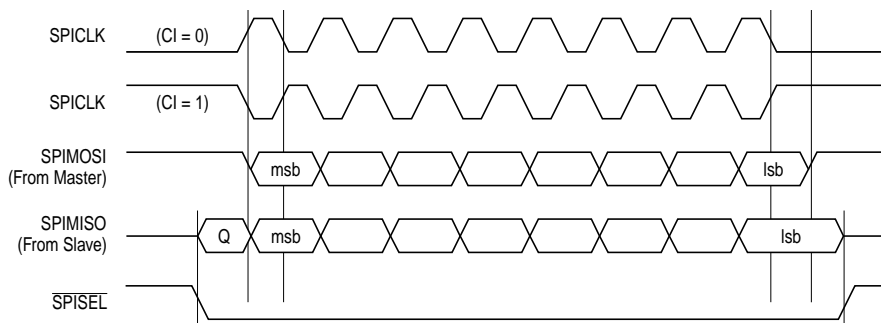 SPICLK (CI = 0)
SPICLK (CI = 1)
SPIMOSI
(From Master)
msb lsb
SPIMISO
(From Slave)
Q msb lsb
SPISEL